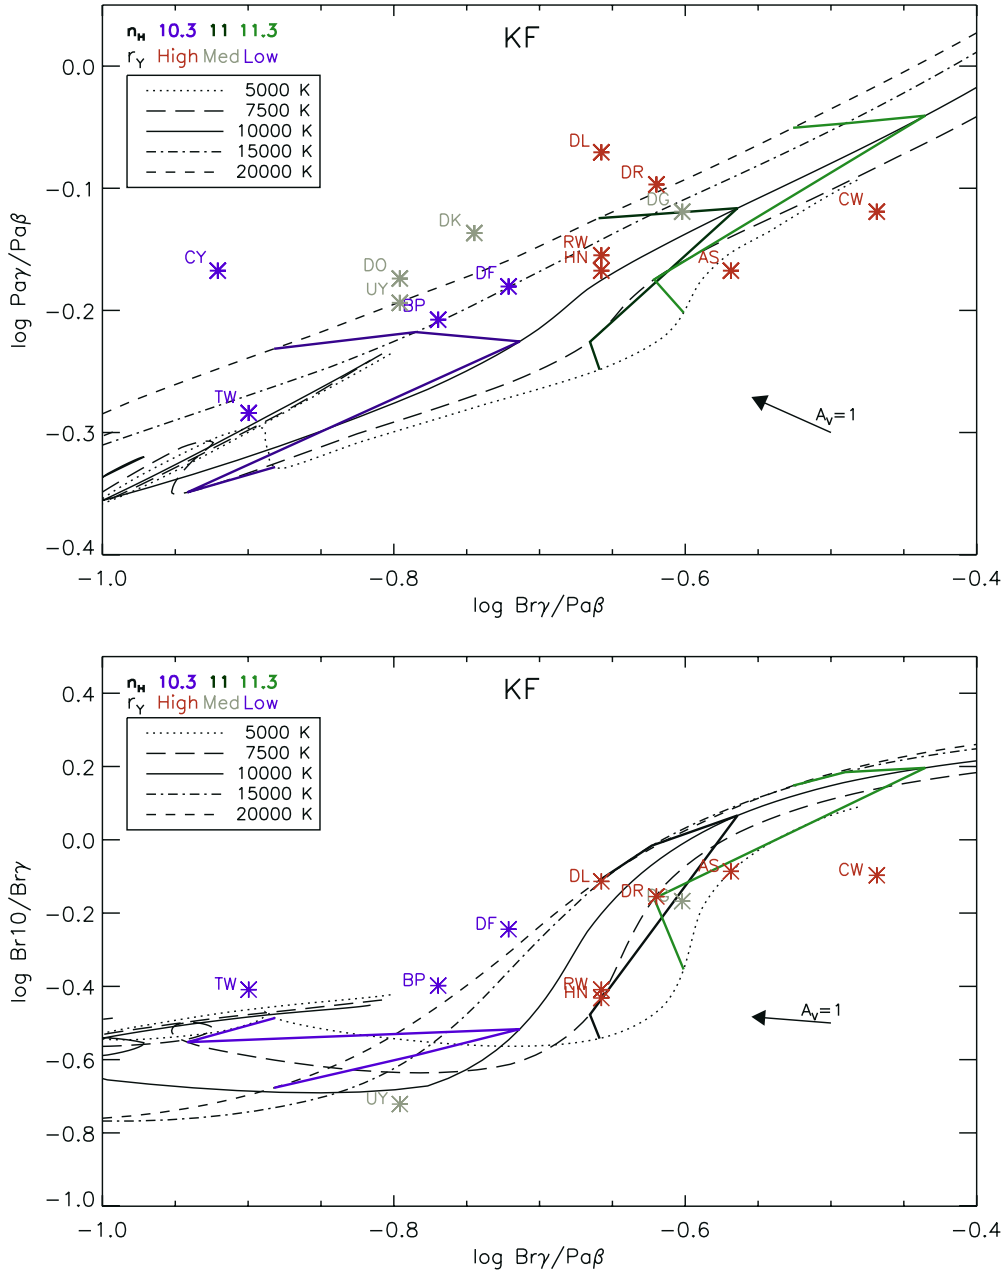 KF
n_H 10.3 11 11.3
r_Y High Med Low
5000 K
7500 K
10000 K
15000 K
20000 K
0.0
−0.1
−0.2
−0.3
−0.4
log Paγ/Paβ
DL
DR
DG
CW
DK
RW
HN
AS
CY
DO
DF
UY
BP
TW
A_V=1
−1.0 −0.8 −0.6 −0.4
log Brγ/Paβ
KF
n_H 10.3 11 11.3
r_Y High Med Low
5000 K
7500 K
10000 K
15000 K
20000 K
0.4
0.2
0.0
−0.2
−0.4
−0.6
−0.8
−1.0
log Br10/Brγ
DL
AS
CW
DR
DG
DF
TW
BP
RW
HN
A_V=1
UY
−1.0 −0.8 −0.6 −0.4
log Brγ/Paβ